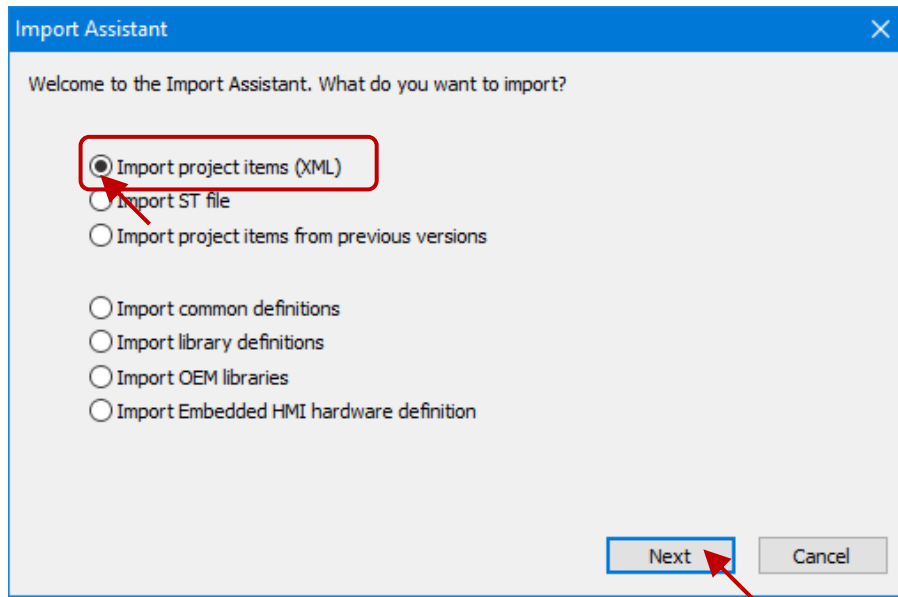 Import Assistant
Welcome to the Import Assistant. What do you want to import?
Import project items (XML)
Import ST file
Import project items from previous versions
Import common definitions
Import library definitions
Import OEM libraries
Import Embedded HMI hardware definition
Next
Cancel